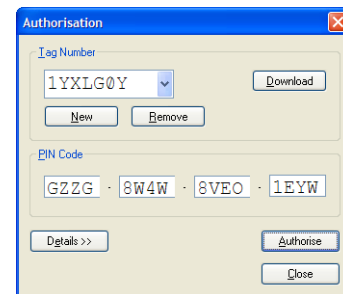 Authorisation
Tag Number
1YXLG0Y
Download
New Remove
PIN Code
GZZG - 8W4W - 8VEO - 1EYW
Details >> Authorise
Close